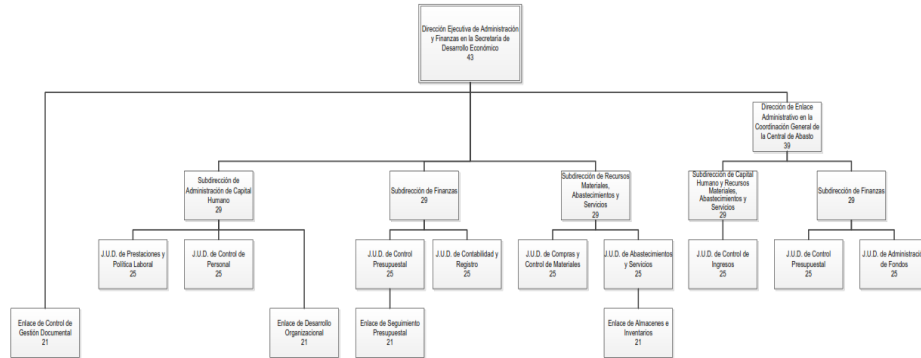 Dirección Ejecutiva de Administración
y Finanzas en la Secretaría de
Desarrollo Económico
43
Dirección de Enlace
Administrativo en la
Coordinación General de
la Central de Abasto
39
Subdirección de
Administración de Capital
Humano
29
Subdirección de Finanzas
29
Subdirección de Recursos
Materiales,
Abastecimientos y
Servicios
29
Subdirección de Capital
Humano y Recursos
Materiales,
Abastecimientos y
Servicios
29
Subdirección de Finanzas
29
J.U.D. de Prestaciones y
Política Laboral
25
J.U.D. de Control de
Personal
25
J.U.D. de Control
Presupuestal
25
J.U.D. de Contabilidad y
Registro
25
J.U.D. de Compras y
Control de Materiales
25
J.U.D. de Abastecimientos
y Servicios
25
J.U.D. de Control de
Ingresos
25
J.U.D. de Control
Presupuestal
25
J.U.D. de Administración
de Fondos
25
Enlace de Control de
Gestión Documental
21
Enlace de Desarrollo
Organizacional
21
Enlace de Seguimiento
Presupuestal
21
Enlace de Almacenes e
Inventarios
21